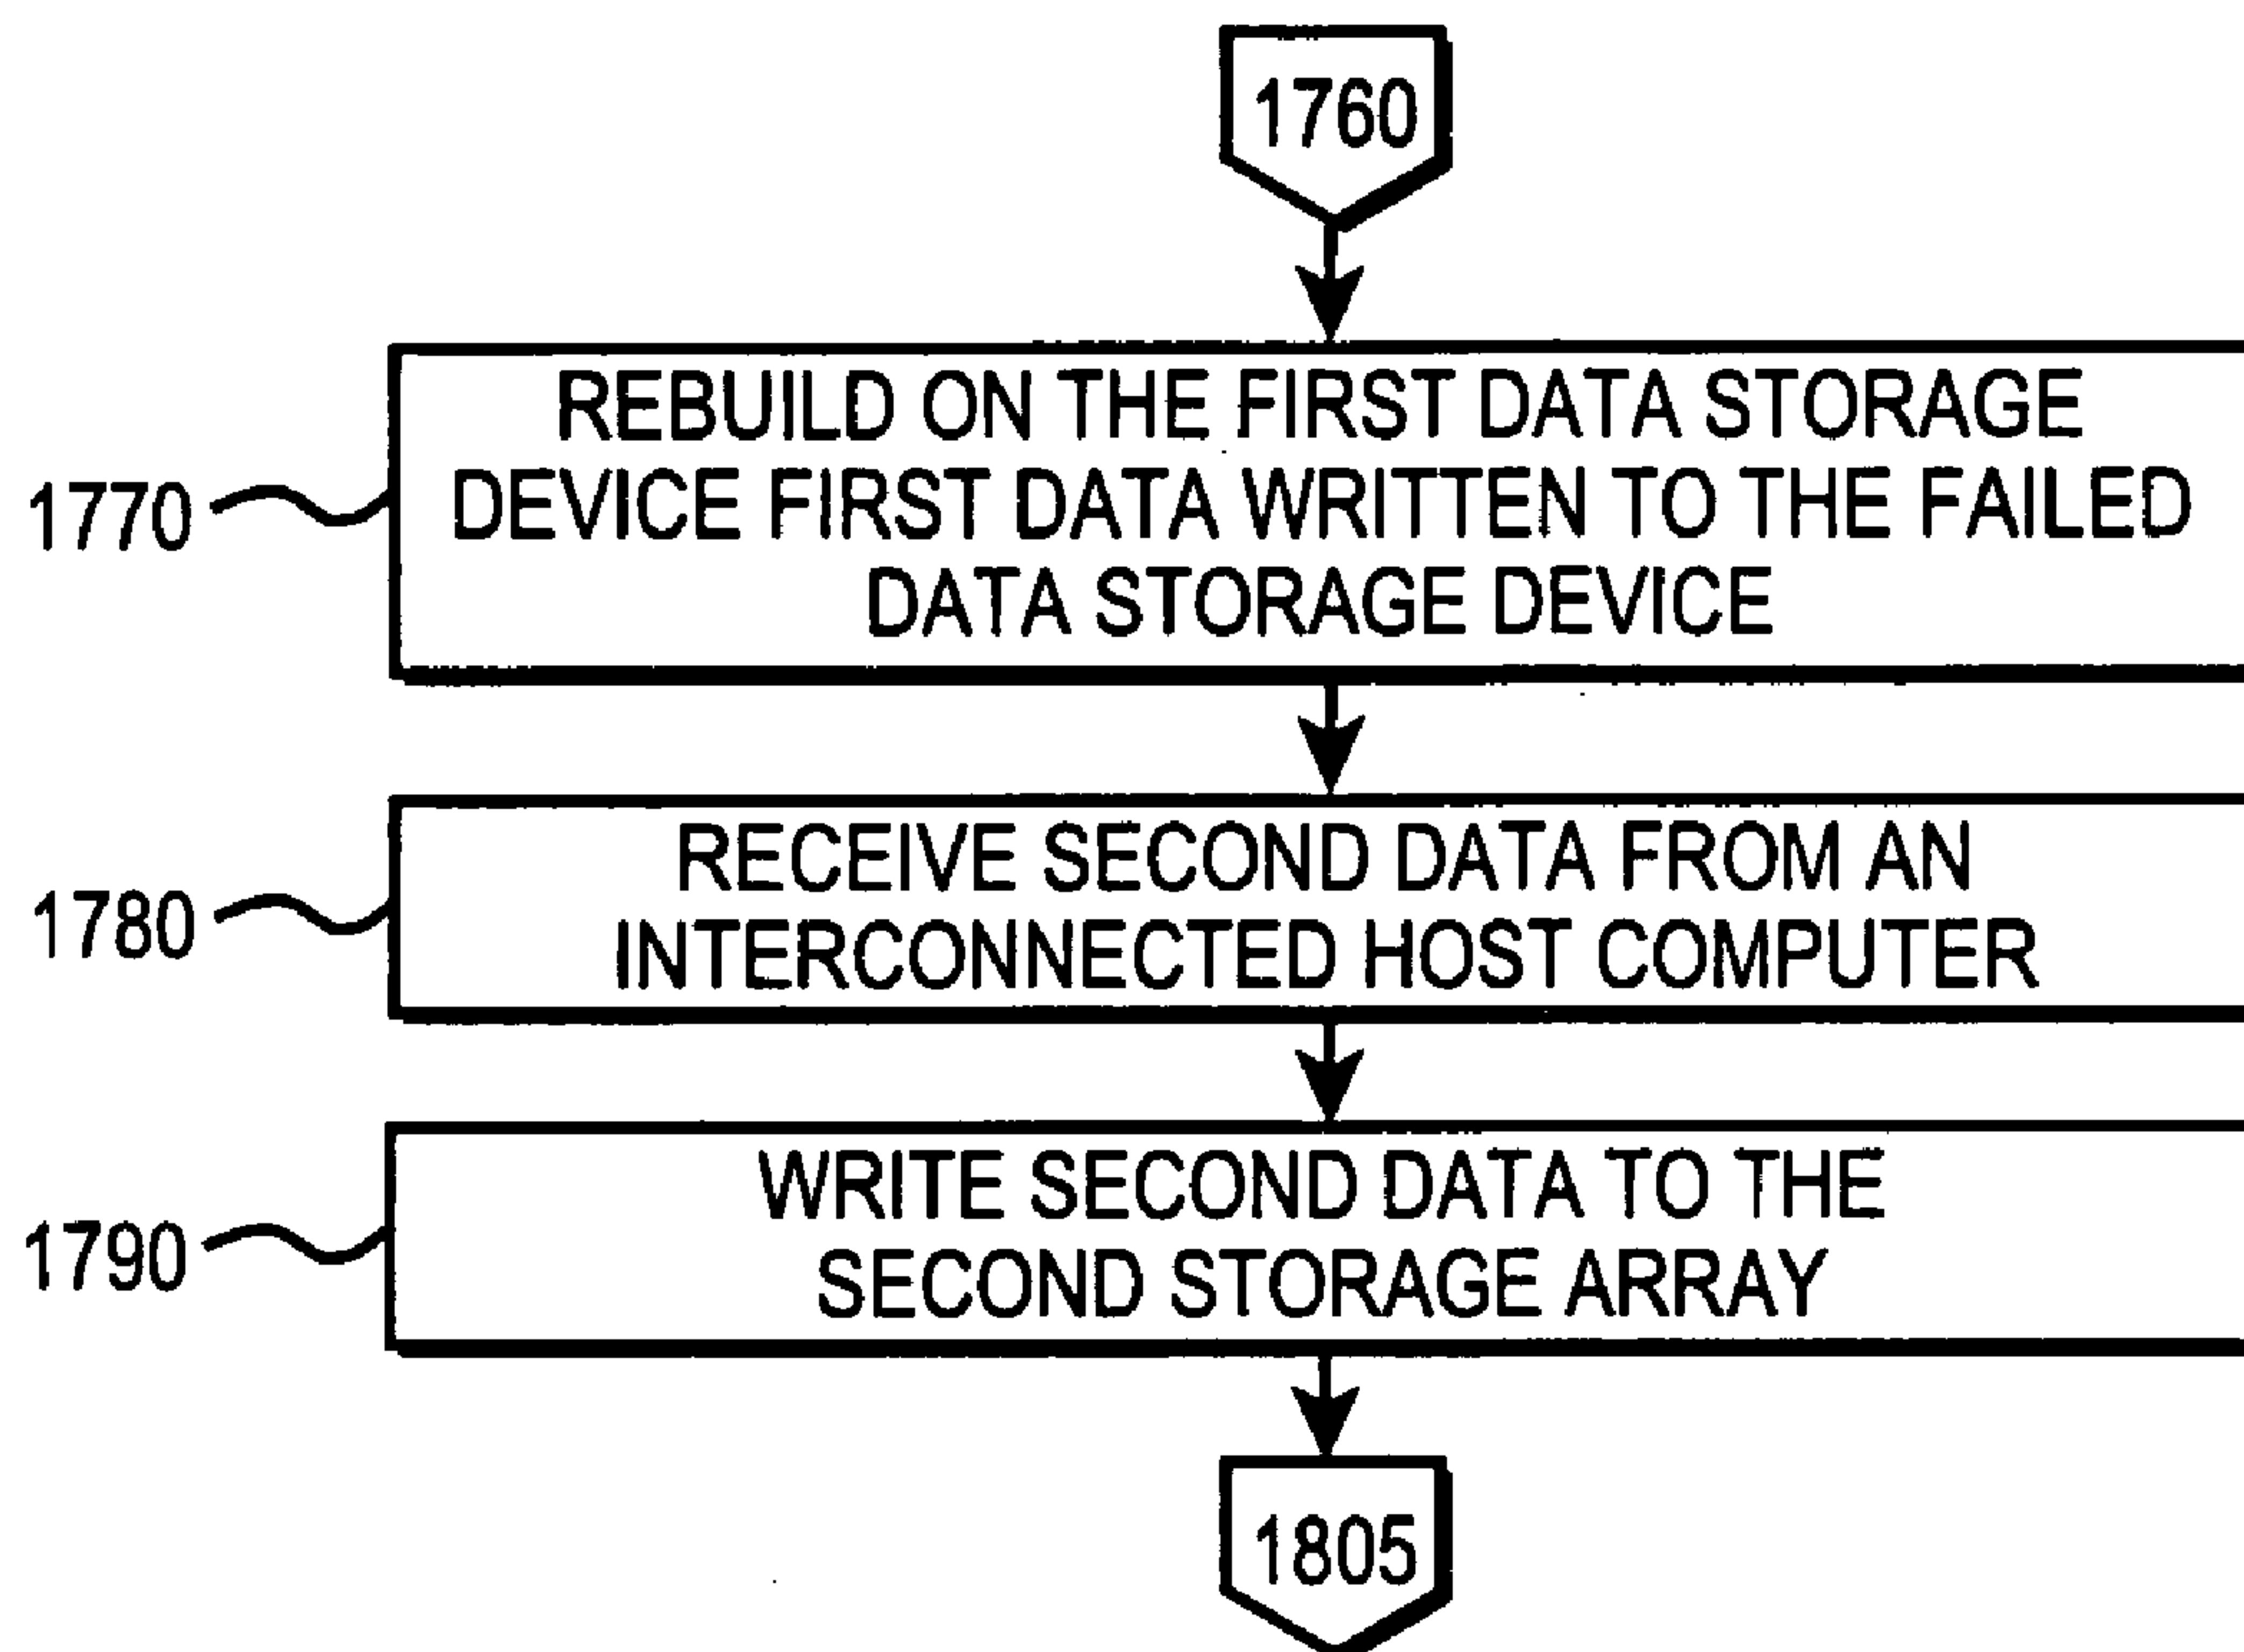 1760
REBUILD ON THE FIRST DATA STORAGE
1770
DEVICE FIRST DATA WRITTEN TO THE FAILED
DATA STORAGE DEVICE
RECEIVE SECOND DATA FROM AN
1780
INTERCONNECTED HOST COMPUTER
WRITE SECOND DATA TO THE
1790
SECOND STORAGE ARRAY
1805